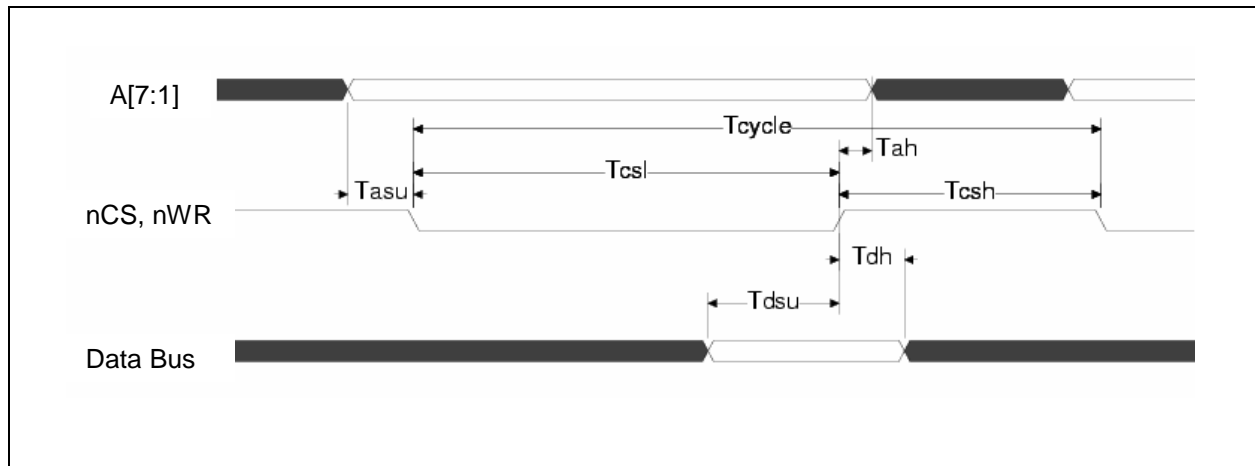 A[7:1]
Tcycle
Tah
Tcsl
Tasu
Tcsh
nCS, nWR
Tdh
Tdsu
Data Bus